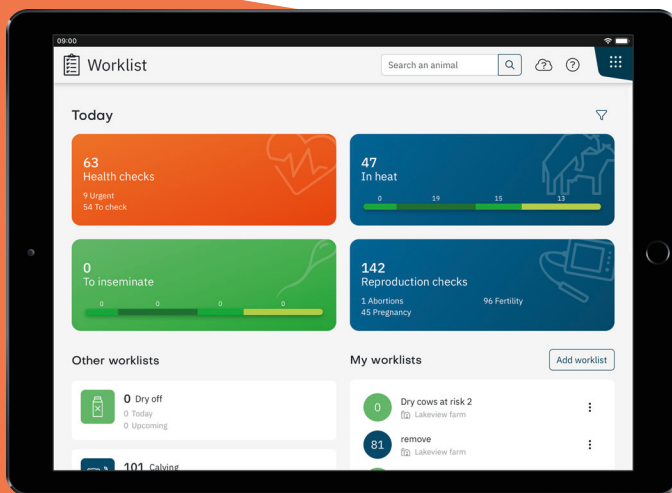 09:00
Worklist
Search an animal
Today
63
Health checks
9 Urgent
54 To check
47
In heat
0 19 15 13
0
To inseminate
0 0 0 0
142
Reproduction checks
1 Abortions 96 Fertility
45 Pregnancy
Other worklists
0 Dry off
0 Today
0 Upcoming
101 Calving
My worklists
Add worklist
0
Dry cows at risk 2
Lakeview farm
81
remove
Lakeview farm